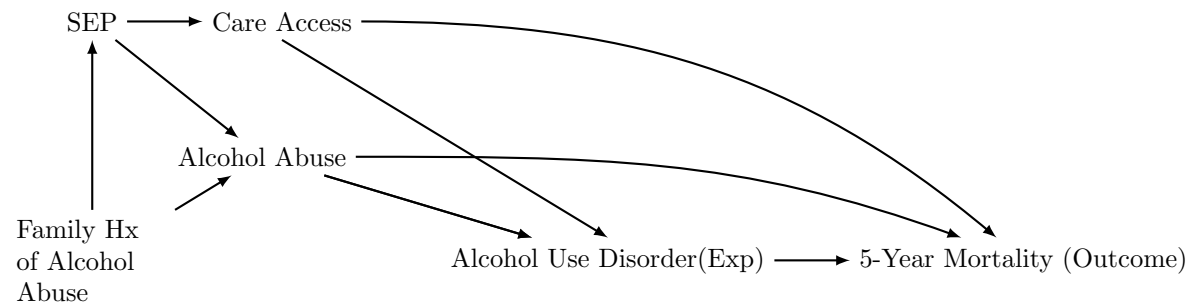 SEP
Care Access
Alcohol Abuse
Family Hx
of Alcohol
Abuse
Alcohol Use Disorder(Exp)
5-Year Mortality (Outcome)